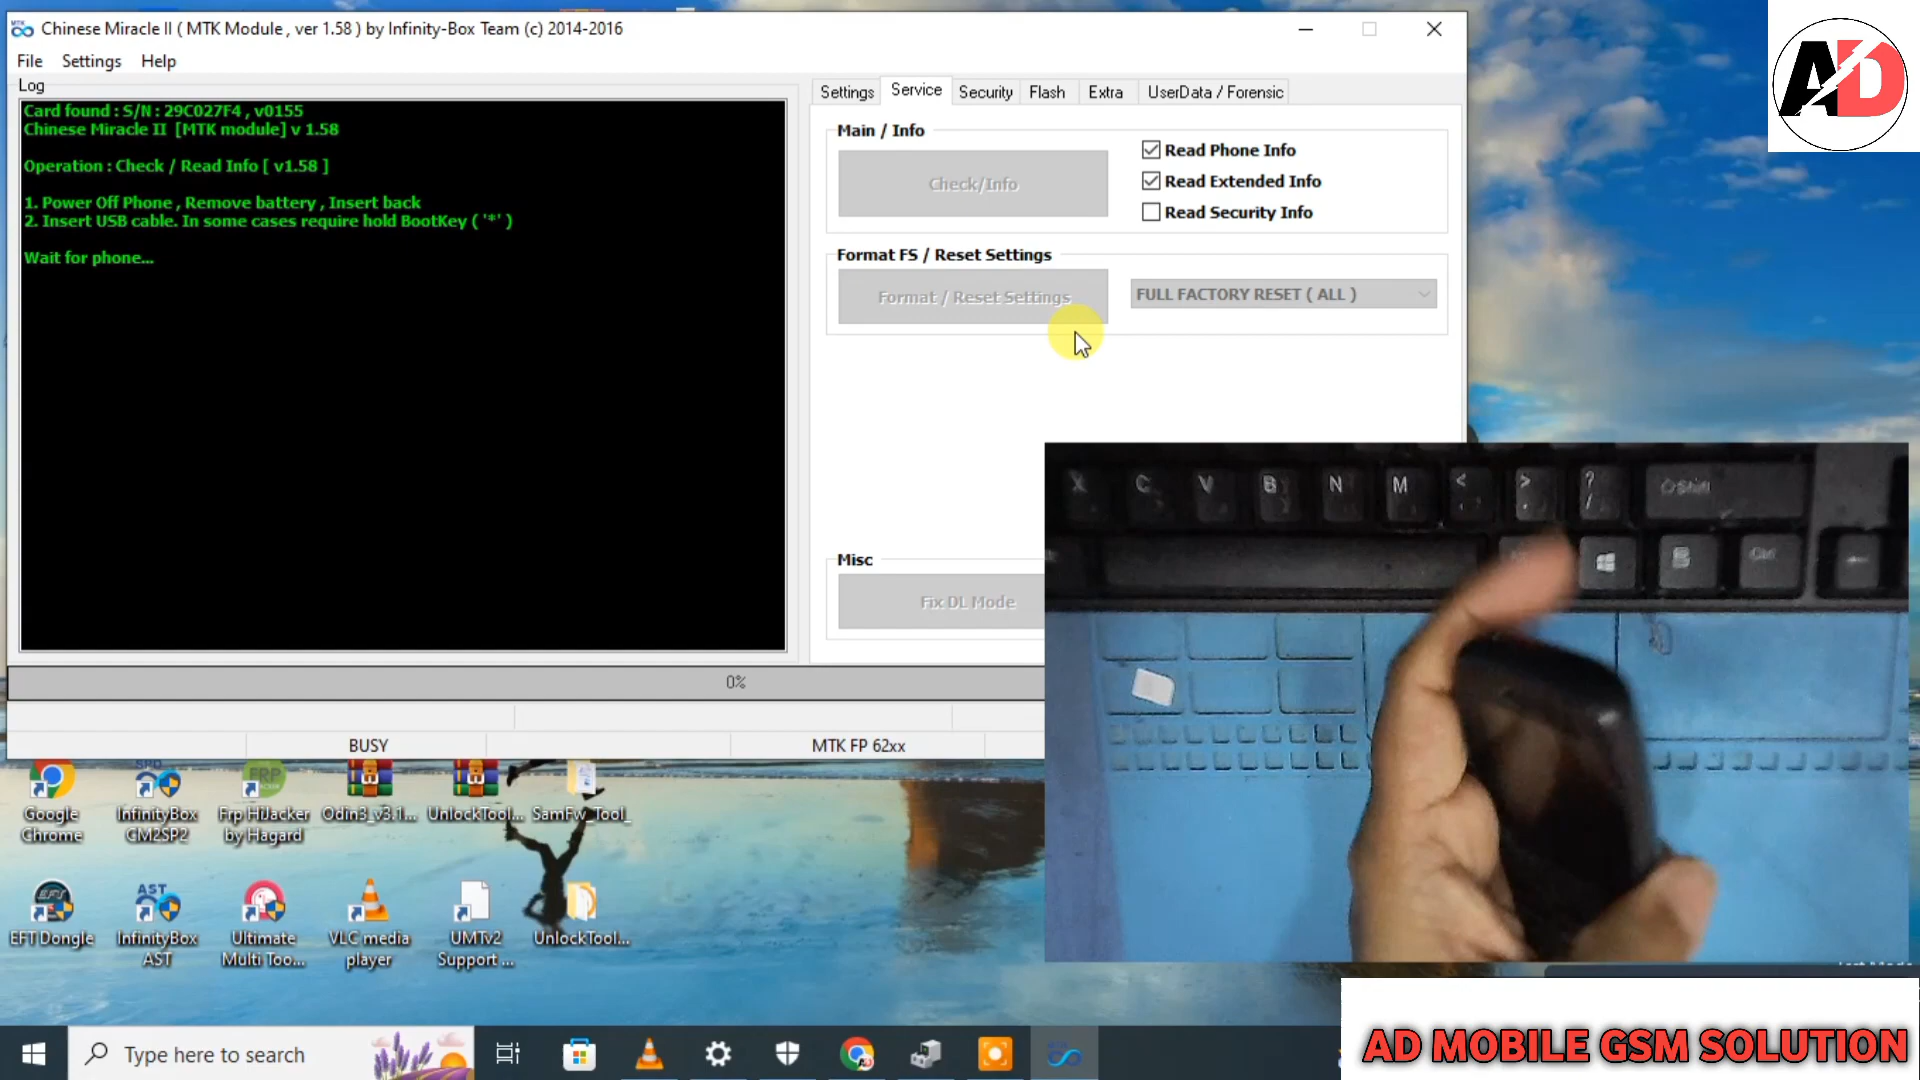 Chinese Miracle II ( MTK Module , ver 1.58 ) by Infinity-Box Team (c) 2014-2016
File Settings Help
Log
Card found : S/N : 29C027F4 , v0155
Chinese Miracle II [MTK module] v 1.58
Operation : Check / Read Info [ v1.58 ]
1. Power Off Phone , Remove battery , Insert back
2. Insert USB cable. In some cases require hold BootKey ( '*' )
Wait for phone...
Settings Service Security Flash Extra UserData / Forensic
Main / Info
Check/Info
Read Phone Info
Read Extended Info
Read Security Info
Format FS / Reset Settings
Format / Reset Settings
FULL FACTORY RESET ( ALL )
Misc
Fix DL Mode
0%
BUSY
MTK FP 62xx
AD
X C V B N M < , > . ? /
Shift
Ctrl
Google Chrome
InfinityBox CM2SP2
Frp HiJacker by Hagard
Odin3_v3.1...
UnlockTool...
SamFw_Tool_
EFT Dongle
InfinityBox AST
Ultimate Multi Too...
VLC media player
UMTv2 Support ...
UnlockTool...
Type here to search
AD MOBILE GSM SOLUTION